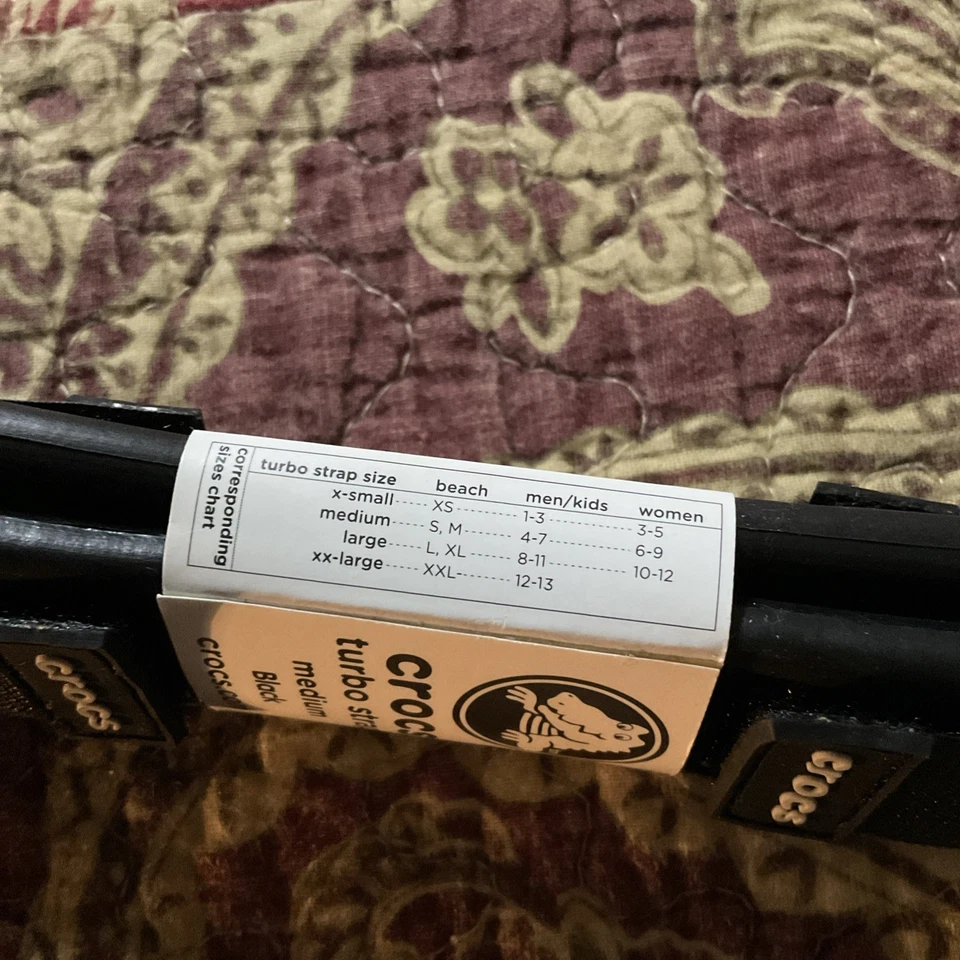 corresponding
sizes chart
turbo strap size beach men/kids women
x-small XS 1-3 3-5
medium S, M 4-7 6-9
large L, XL 8-11 10-12
xx-large XXL 12-13
crocs
turbo
medium
Black
crocs
crocs